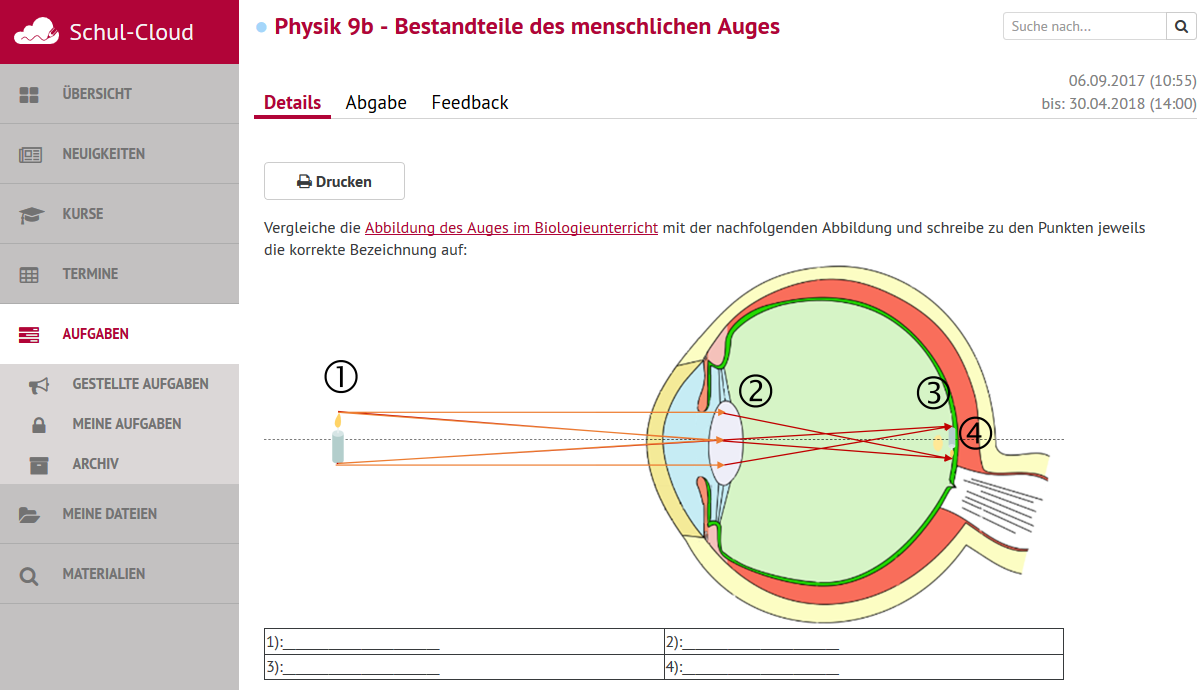 Schul-Cloud
ÜBERSICHT
NEUIGKEITEN
KURSE
TERMINE
AUFGABEN
GESTELLTE AUFGABEN
MEINE AUFGABEN
ARCHIV
MEINE DATEIEN
MATERIALIEN
Physik 9b - Bestandteile des menschlichen Auges
Suche nach...
06.09.2017 (10:55)
bis: 30.04.2018 (14:00)
Details Abgabe Feedback
Drucken
Vergleiche die Abbildung des Auges im Biologieunterricht mit der nachfolgenden Abbildung und schreibe zu den Punkten jeweils
die korrekte Bezeichnung auf:
①
②
③
④
1):____________________ 2):____________________
3):____________________ 4):____________________